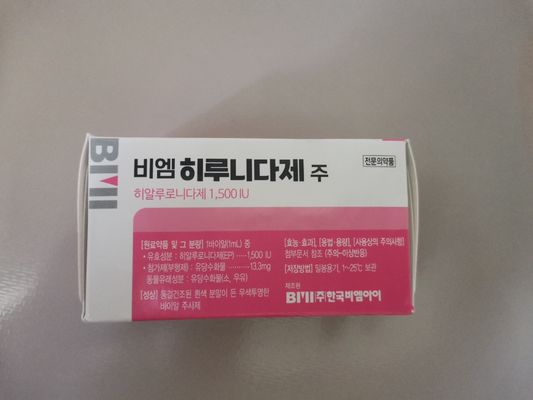 BMI
비엠 히루니다제 주
전문의약품
히알루로니다제 1,500 IU
[원료약품 및 그 분량] 1바이알(1mL) 중
• 유효성분 : 히알루로니다제(EP) ····· 1,500 IU
• 첨가제(부형제) : 유당수화물 ·········· 13.3mg
동물유래성분 : 유당수화물(소, 우유)
[성상] 동결건조된 흰색 분말이 든 무색투명한
바이알 주사제
[효능·효과], [용법·용량], [사용상의 주의사항]
첨부문서 참조 (주의-이상반응)
[저장방법] 밀봉용기, 1~25℃ 보관
제조원
BMI (주)한국비엠아이